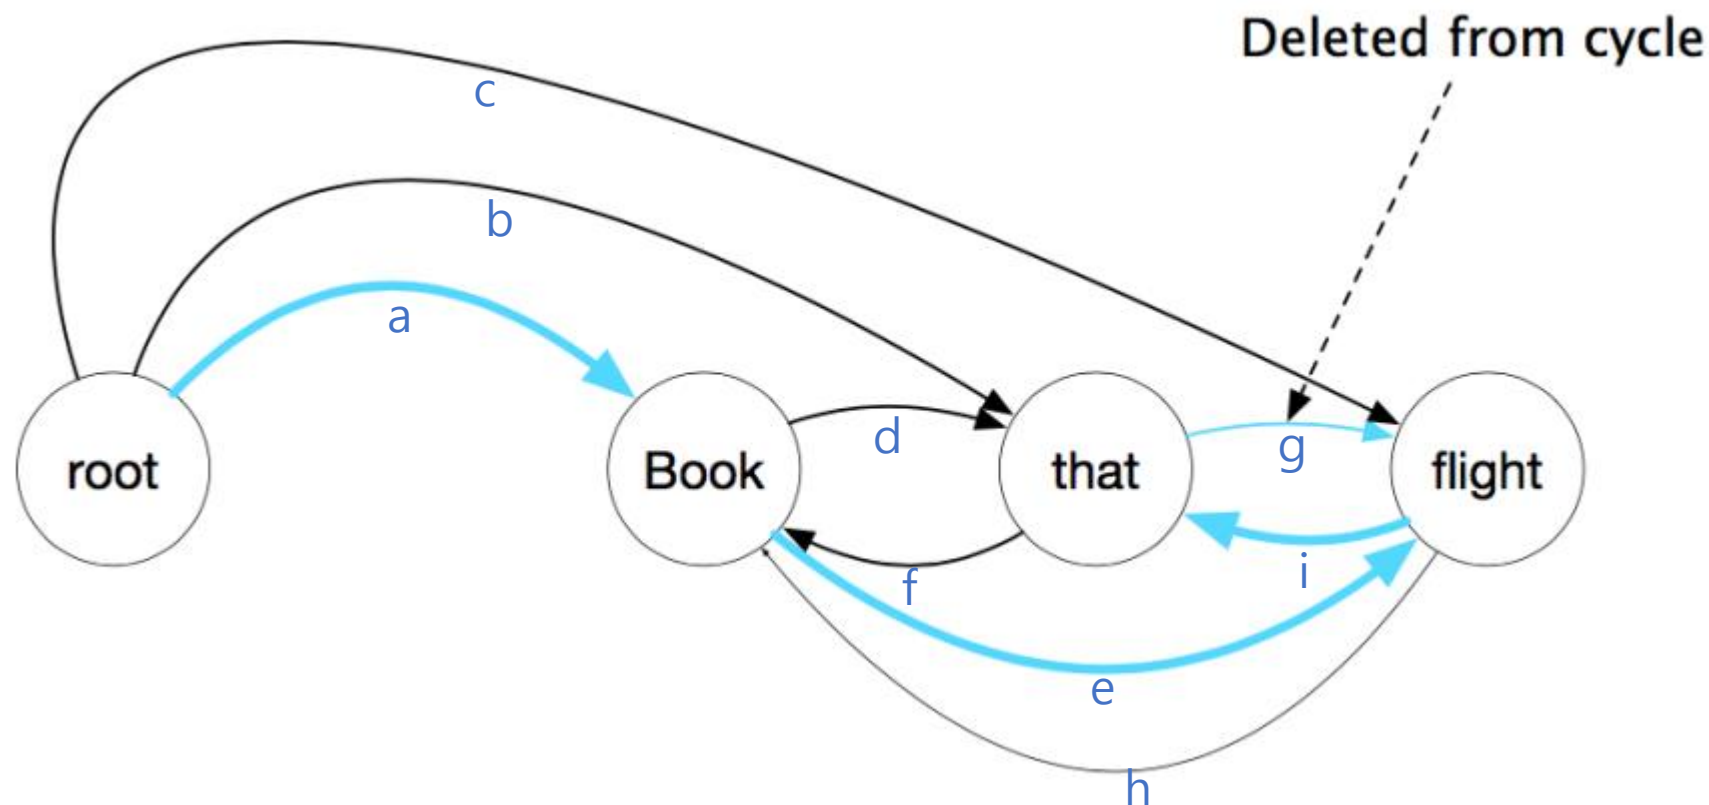 Deleted from cycle
c
b
a
d
g
root
Book
that
flight
f
i
e
h